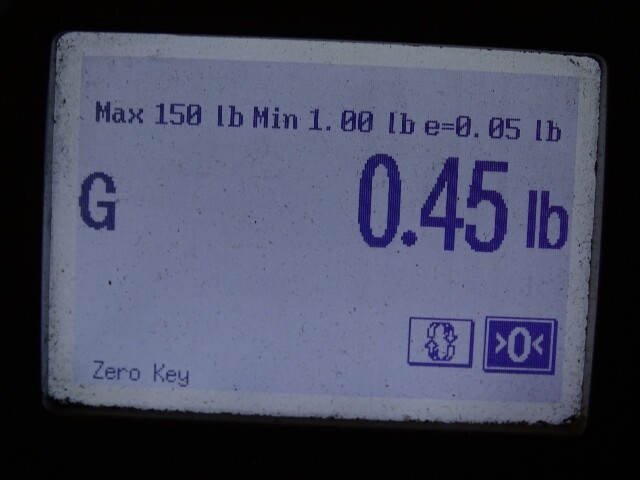 Max 150 lb Min 1.00 lb e=0.05 lb
G 0.45 lb
>0<
Zero Key